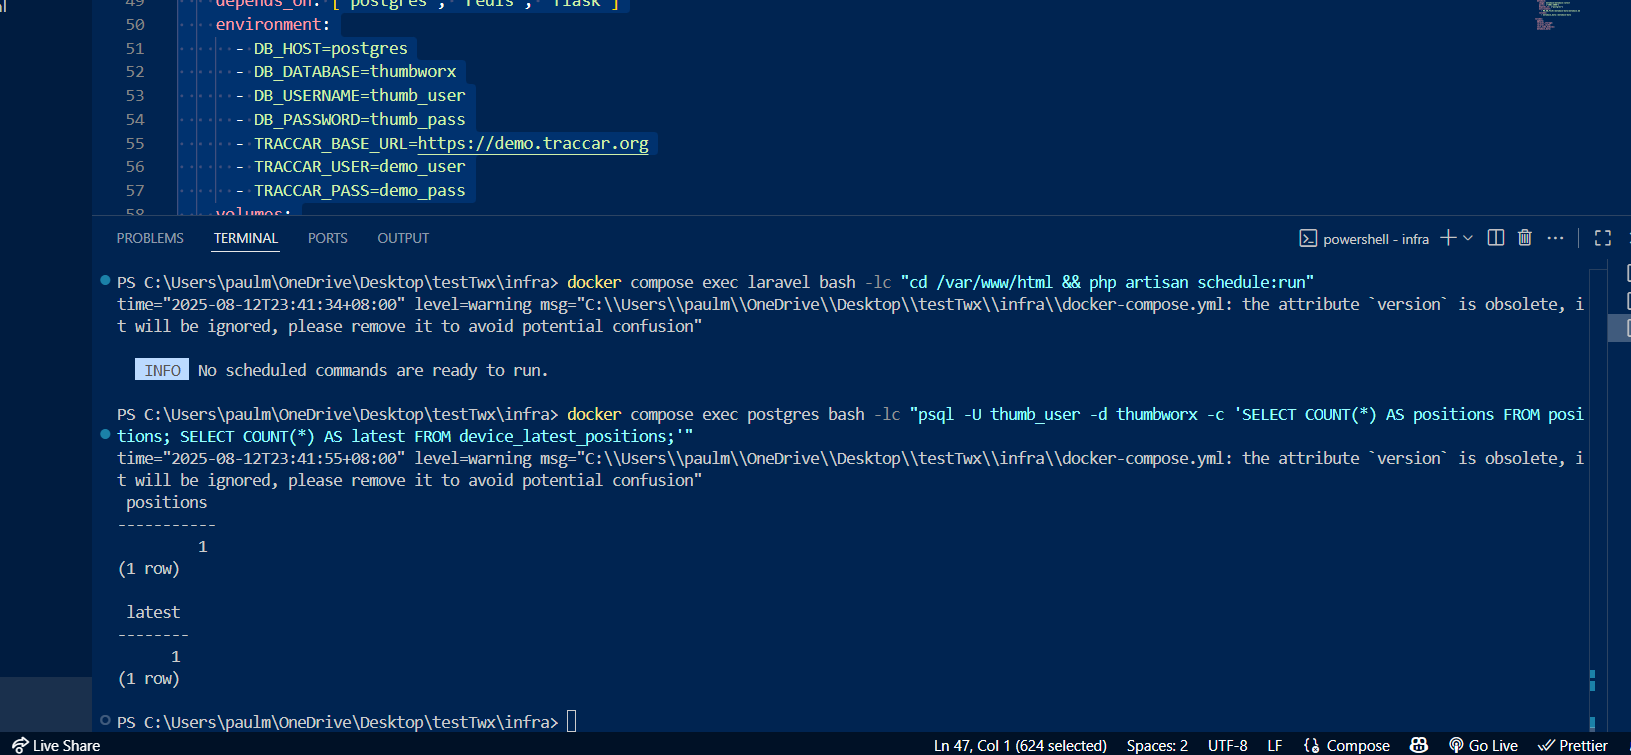 49 depends_on: ["postgres", "redis", "flask"]
50 environment:
51 - DB_HOST=postgres
52 - DB_DATABASE=thumbworx
53 - DB_USERNAME=thumb_user
54 - DB_PASSWORD=thumb_pass
55 - TRACCAR_BASE_URL=https://demo.traccar.org
56 - TRACCAR_USER=demo_user
57 - TRACCAR_PASS=demo_pass
58 volumes:
PROBLEMS TERMINAL PORTS OUTPUT powershell - infra
PS C:\Users\paulm\OneDrive\Desktop\testTwx\infra> docker compose exec laravel bash -lc "cd /var/www/html && php artisan schedule:run"
time="2025-08-12T23:41:34+08:00" level=warning msg="C:\\Users\\paulm\\OneDrive\\Desktop\\testTwx\\infra\\docker-compose.yml: the attribute `version` is obsolete, i
t will be ignored, please remove it to avoid potential confusion"
INFO No scheduled commands are ready to run.
PS C:\Users\paulm\OneDrive\Desktop\testTwx\infra> docker compose exec postgres bash -lc "psql -U thumb_user -d thumbworx -c 'SELECT COUNT(*) AS positions FROM posi
tions; SELECT COUNT(*) AS latest FROM device_latest_positions;'"
time="2025-08-12T23:41:55+08:00" level=warning msg="C:\\Users\\paulm\\OneDrive\\Desktop\\testTwx\\infra\\docker-compose.yml: the attribute `version` is obsolete, i
t will be ignored, please remove it to avoid potential confusion"
positions
-----------
1
(1 row)
latest
--------
1
(1 row)
PS C:\Users\paulm\OneDrive\Desktop\testTwx\infra>
Live Share Ln 47, Col 1 (624 selected) Spaces: 2 UTF-8 LF Compose Go Live Prettier